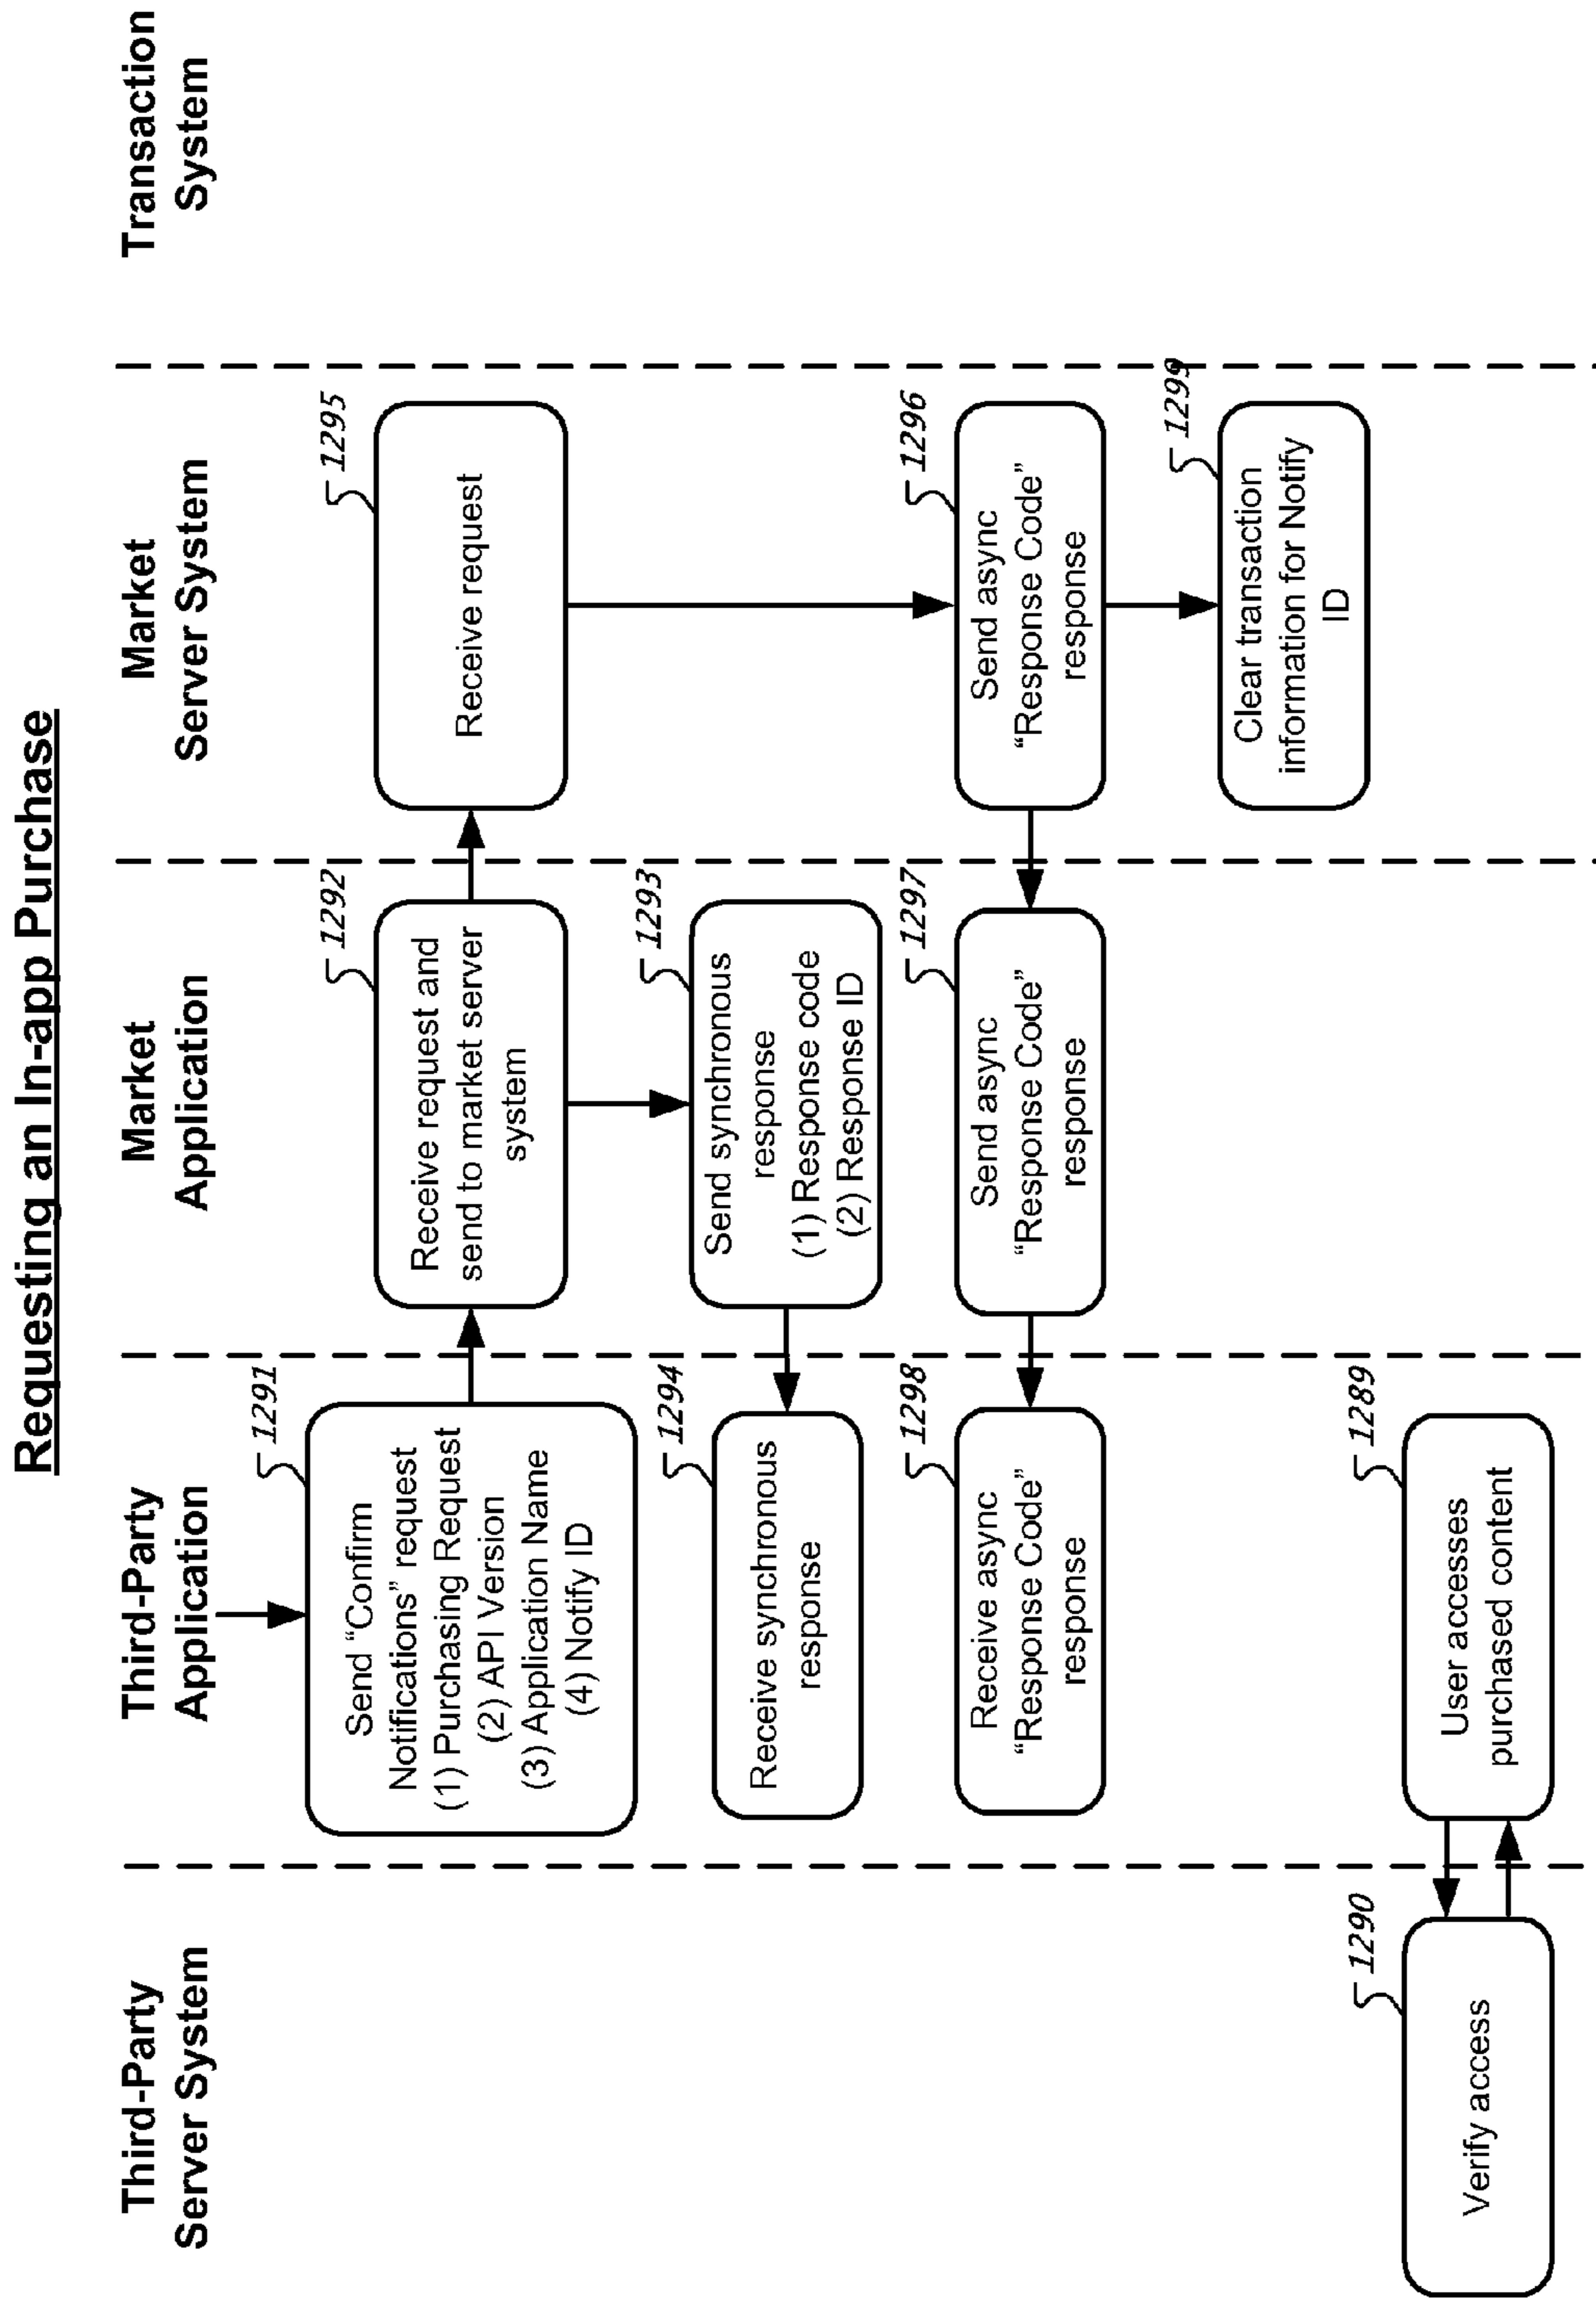 Requesting an In-app Purchase
Third-Party
Server System
Third-Party
Application
Market
Application
Market
Server System
Transaction
System
1291
Send “Confirm
Notifications” request
(1) Purchasing Request
(2) API Version
(3) Application Name
(4) Notify ID
1292
Receive request and
send to market server
system
1295
Receive request
1293
Send synchronous
response
(1) Response code
(2) Response ID
1294
Receive synchronous
response
1296
Send async
“Response Code”
response
1297
Send async
“Response Code”
response
1298
Receive async
“Response Code”
response
1299
Clear transaction
information for Notify
ID
1289
User accesses
purchased content
1290
Verify access